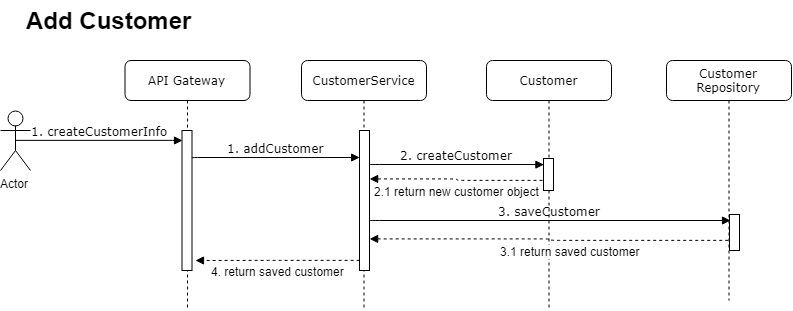 Add Customer
API Gateway
CustomerService
Customer
Customer
Repository
1. createCustomerInfo
Actor
1. addCustomer
2. createCustomer
2.1 return new customer object
3. saveCustomer
3.1 return saved customer
4. return saved customer